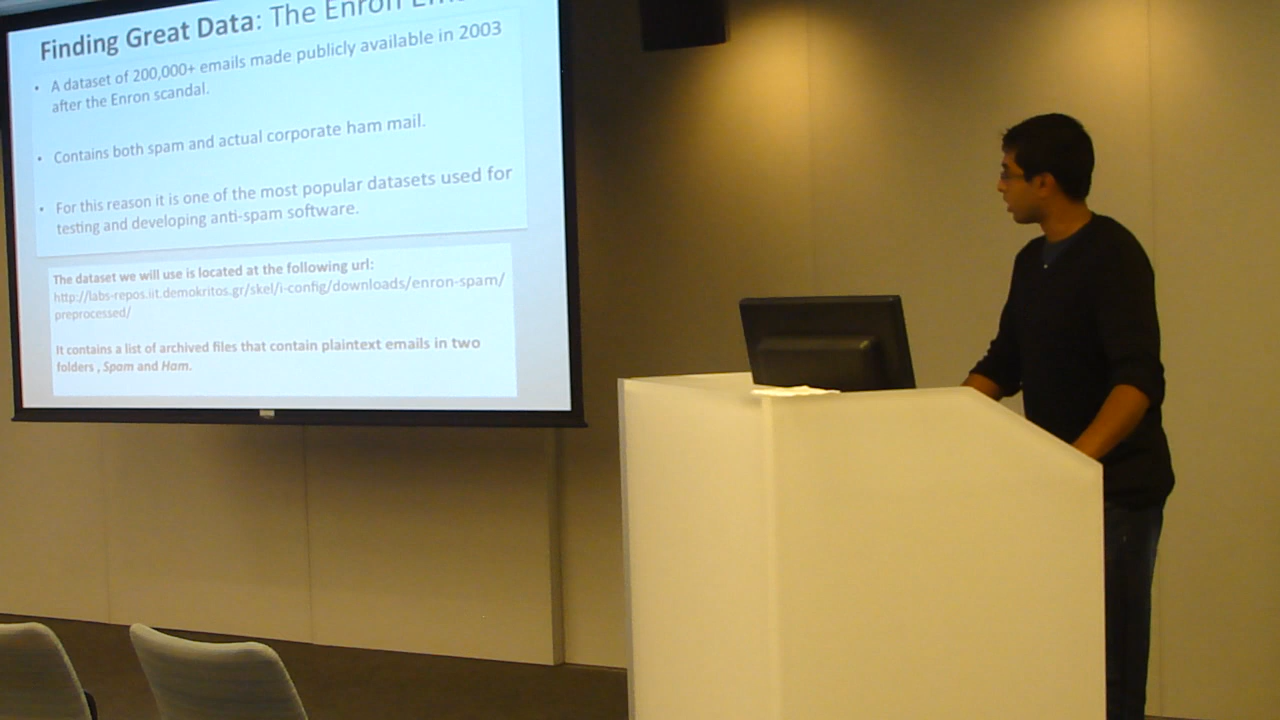 Finding Great Data: The Enron
• A dataset of 200,000+ emails made publicly available in 2003
after the Enron scandal.
• Contains both spam and actual corporate ham mail.
• For this reason it is one of the most popular datasets used for
testing and developing anti-spam software.
The dataset we will use is located at the following url:
http://labs-repos.iit.demokritos.gr/skel/i-config/downloads/enron-spam/
preprocessed/
It contains a list of archived files that contain plaintext emails in two
folders , Spam and Ham.